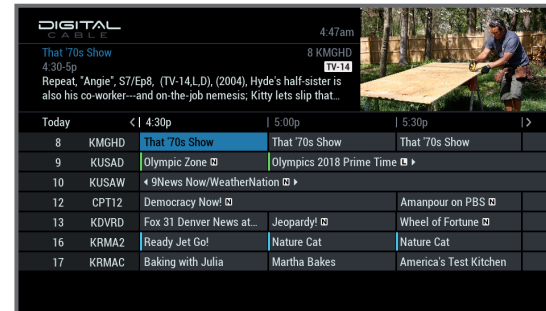 DIGITAL
CABLE
4:47am
That '70s Show 8 KMGHD
4:30-5p TV-14
Repeat, "Angie", S7/Ep8, (TV-14,L,D), (2004), Hyde's half-sister is
also his co-worker---and on-the-job nemesis; Kitty lets slip that...
Today < 4:30p 5:00p 5:30p >
8 KMGHD That '70s Show That '70s Show That '70s Show
9 KUSAD Olympic Zone N Olympics 2018 Prime Time L
10 KUSAW 9News Now/WeatherNation N
12 CPT12 Democracy Now! N Amanpour on PBS N
13 KDVRD Fox 31 Denver News at... Jeopardy! N Wheel of Fortune N
16 KRMA2 Ready Jet Go! Nature Cat Nature Cat
17 KRMAC Baking with Julia Martha Bakes America's Test Kitchen